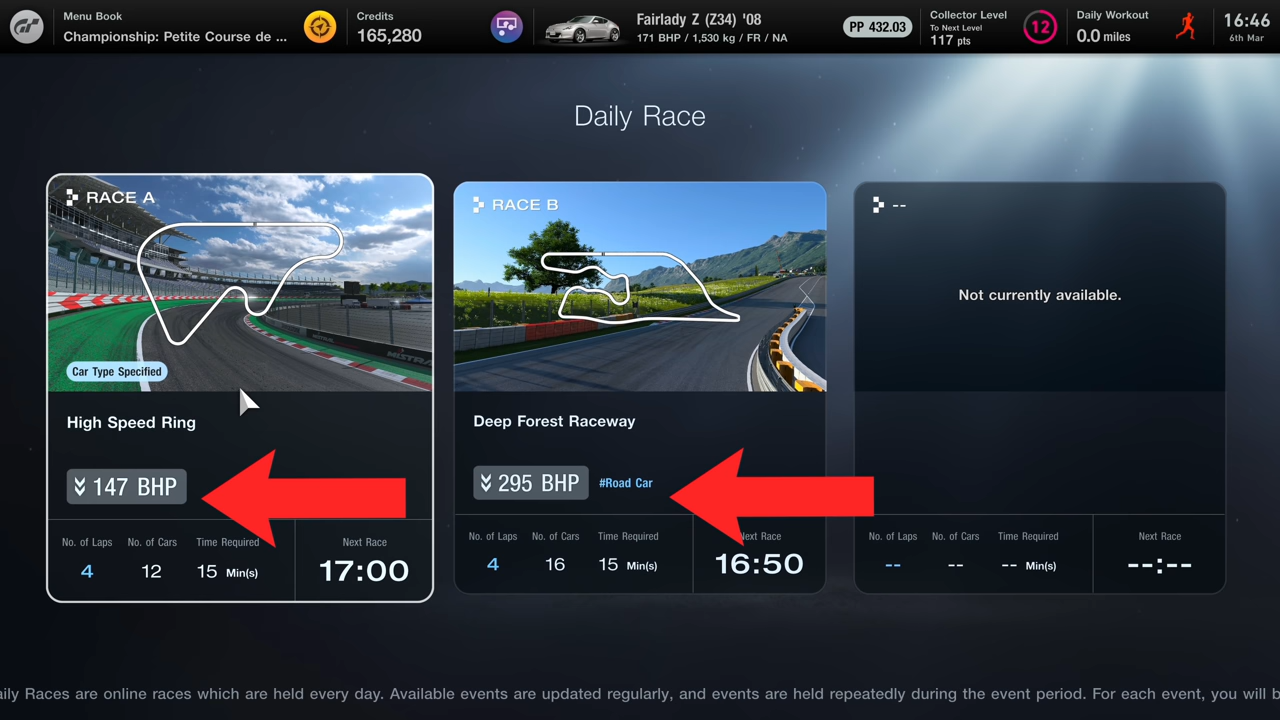 Menu Book
Championship: Petite Course de ...
Credits
165,280
Fairlady Z (Z34) '08
171 BHP / 1,530 kg / FR / NA
PP 432.03
Collector Level
To Next Level
117 pts
12
Daily Workout
0.0 miles
16:46
6th Mar
Daily Race
RACE A
Car Type Specified
High Speed Ring
147 BHP
No. of Laps No. of Cars Time Required
4 12 15 Min(s)
Next Race
17:00
RACE B
Deep Forest Raceway
295 BHP #Road Car
No. of Laps No. of Cars Time Required
4 16 15 Min(s)
Race
16:50
--
Not currently available.
No. of Laps No. of Cars Time Required
-- -- -- Min(s)
Next Race
--:--
aily Races are online races which are held every day. Available events are updated regularly, and events are held repeatedly during the event period. For each event, you will b